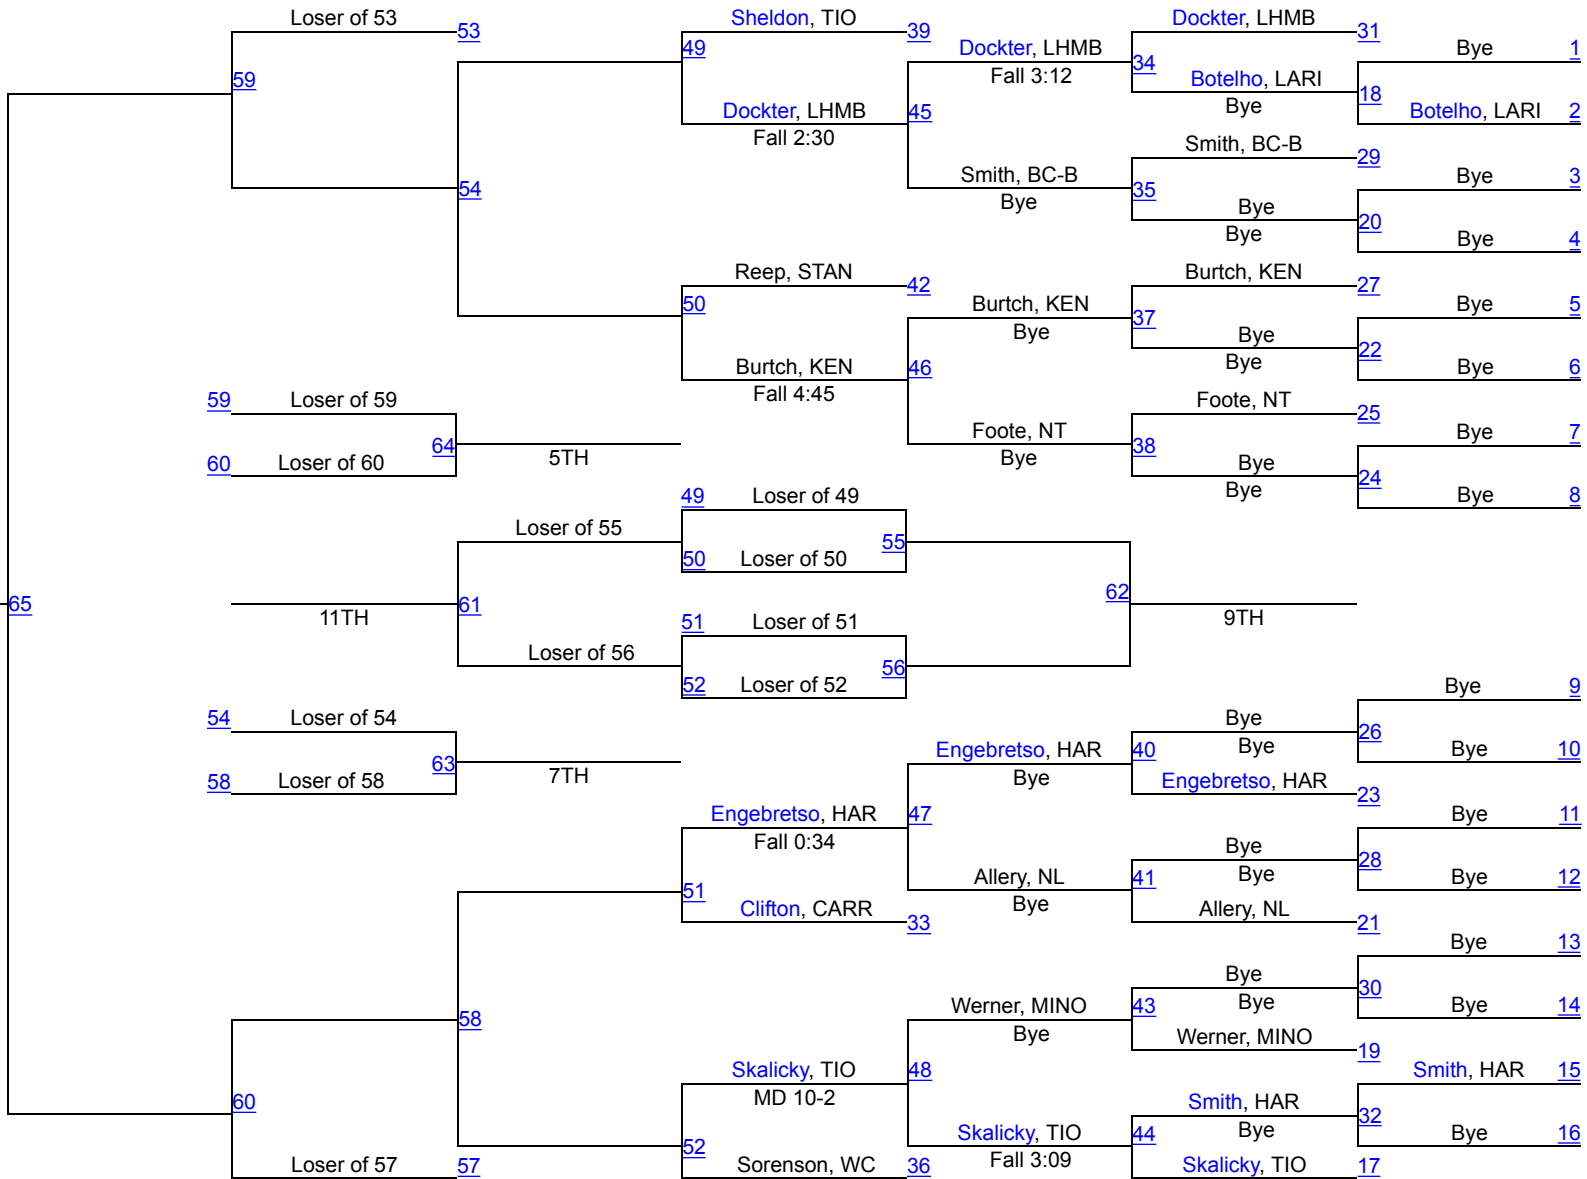 Loser of 53
53
Sheldon, TIO
39
Dockter, LHMB
31
Bye
1
59
49
Dockter, LHMB
Fall 3:12
34
Botelho, LARI
Bye
18
Botelho, LARI
2
Dockter, LHMB
Fall 2:30
45
Smith, BC-B
29
Bye
3
54
Smith, BC-B
Bye
35
Bye
Bye
20
Bye
4
Reep, STAN
42
Burtch, KEN
27
50
Burtch, KEN
Bye
37
Bye
5
Bye
Bye
22
Bye
6
Burtch, KEN
Fall 4:45
46
59
Loser of 59
Foote, NT
25
64
5TH
Foote, NT
Bye
38
Bye
7
60
Loser of 60
Bye
Bye
24
Bye
8
49
Loser of 49
Loser of 55
55
50
Loser of 50
65
11TH
61
62
9TH
51
Loser of 51
Loser of 56
56
52
Loser of 52
Bye
9
54
Loser of 54
Bye
Bye
26
63
7TH
Engebretso, HAR
Bye
40
Bye
10
58
Loser of 58
Engebretso, HAR
23
Engebretso, HAR
Fall 0:34
47
Bye
11
Bye
Bye
28
51
Allery, NL
Bye
41
Bye
12
Clifton, CARR
33
Allery, NL
21
Bye
13
Bye
Bye
30
58
Werner, MINO
Bye
43
Bye
14
Werner, MINO
19
Skalicky, TIO
MD 10-2
48
Smith, HAR
15
60
Smith, HAR
Bye
32
52
Skalicky, TIO
Fall 3:09
44
Bye
16
Loser of 57
57
Sorenson, WC
36
Skalicky, TIO
17